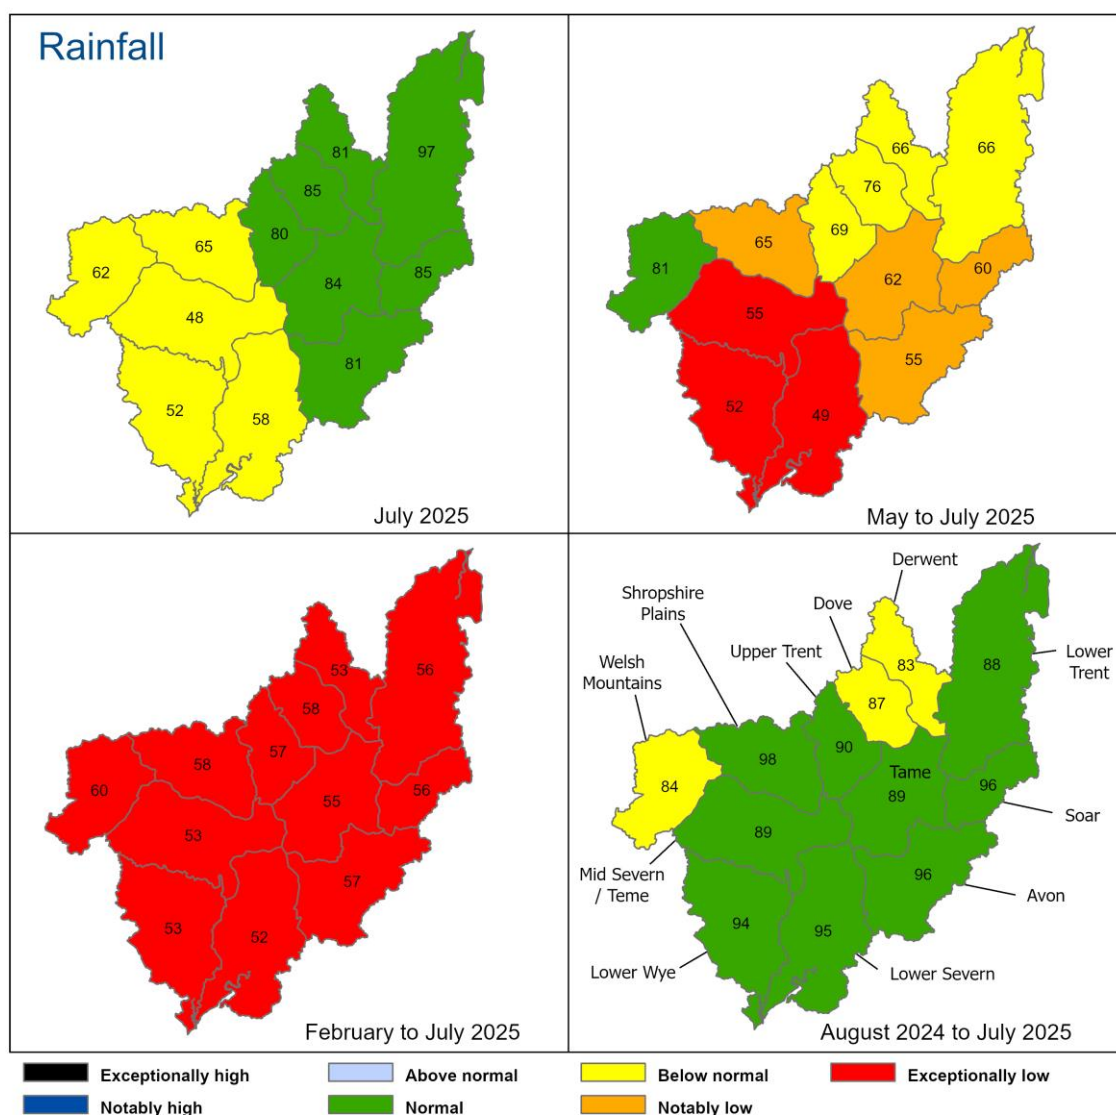 Rainfall
81
97
85
80
65
62
85
84
48
81
52
58
July 2025
66
66
76
69
65
81
60
62
55
55
52
49
May to July 2025
53
56
58
57
58
60
56
55
53
57
53
52
February to July 2025
Derwent
Dove
Shropshire
Plains
Upper Trent
Welsh
Mountains
Lower
Trent
83
88
87
90
98
Tame
84
89
96
Soar
89
Mid Severn
/ Teme
96
Avon
94
95
Lower Wye
Lower Severn
August 2024 to July 2025
Exceptionally high
Above normal
Below normal
Exceptionally low
Notably high
Normal
Notably low